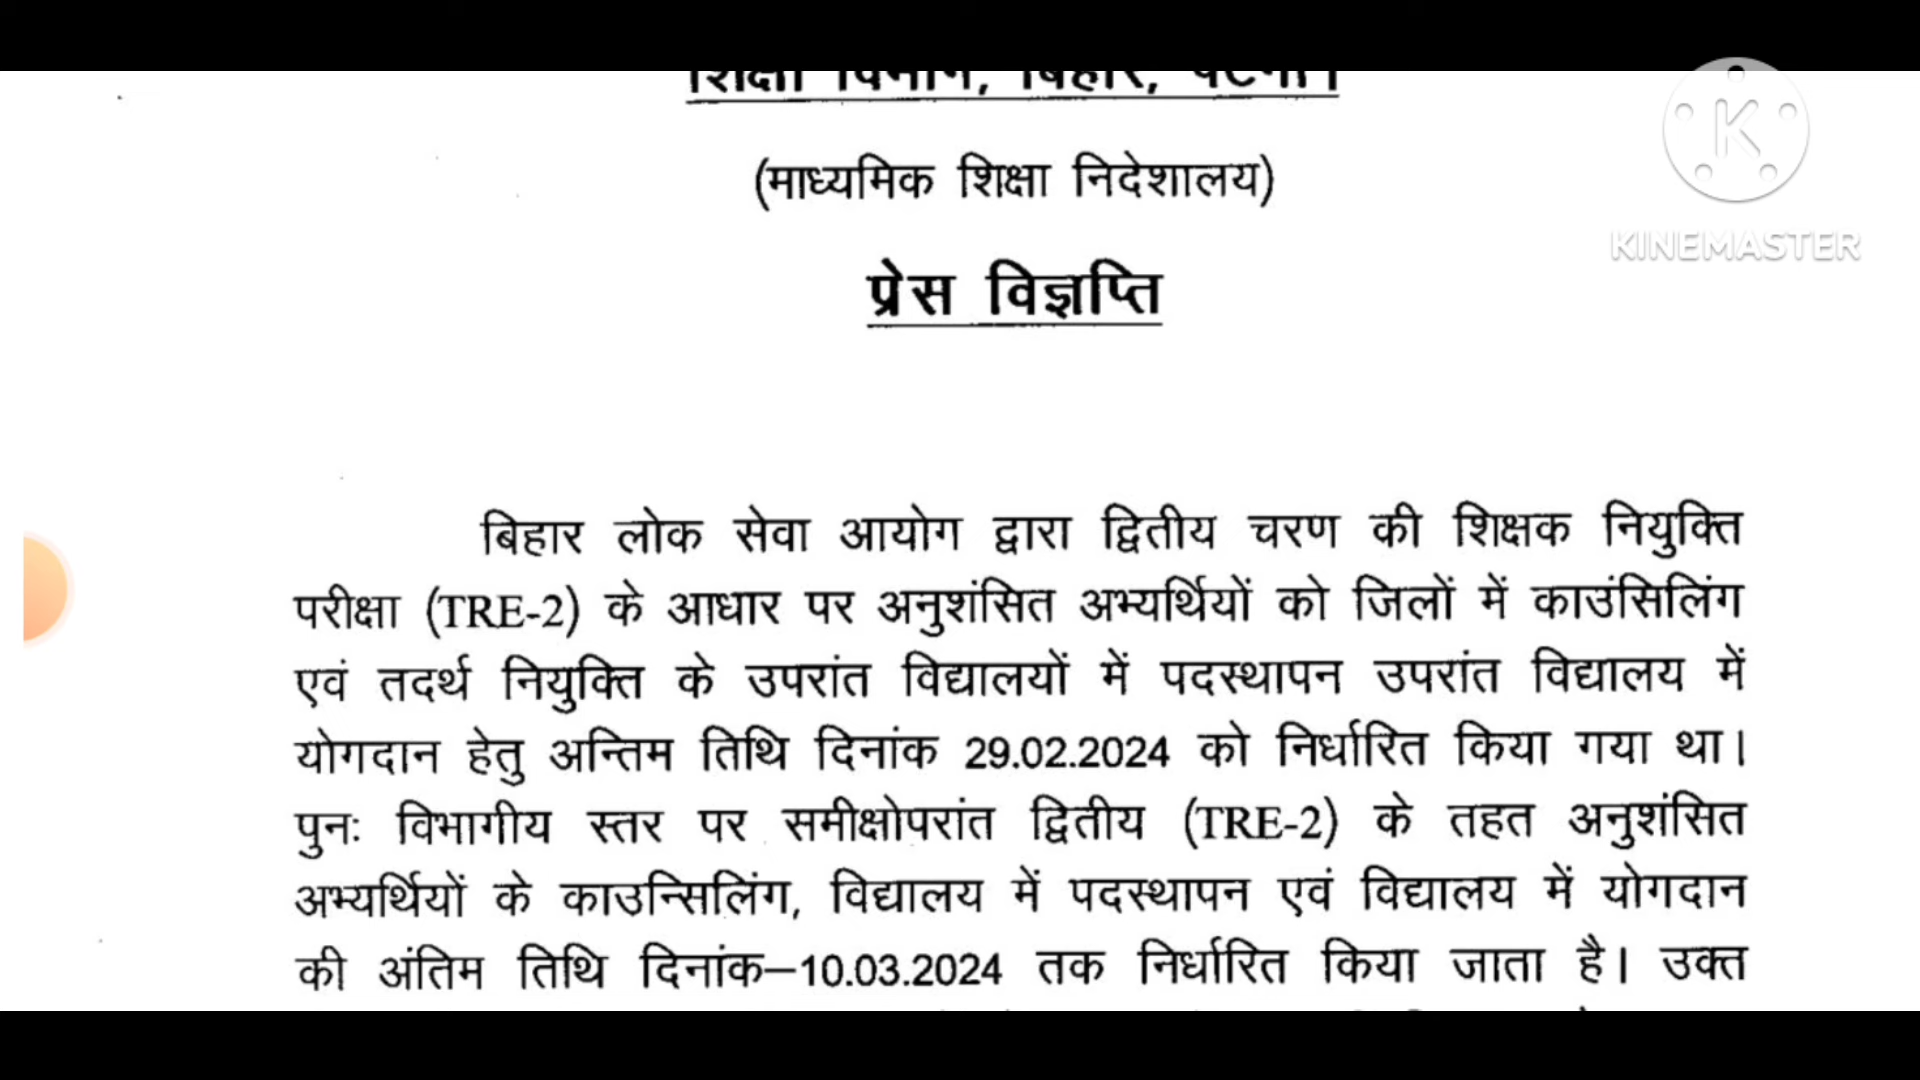 शिक्षा विभाग, बिहार, पटना।
(माध्यमिक शिक्षा निदेशालय)
प्रेस विज्ञप्ति
K
KINEMASTER
बिहार लोक सेवा आयोग द्वारा द्वितीय चरण की शिक्षक नियुक्ति
परीक्षा (TRE-2) के आधार पर अनुशंसित अभ्यर्थियों को जिलों में काउंसिलिंग
एवं तदर्थ नियुक्ति के उपरांत विद्यालयों में पदस्थापन उपरांत विद्यालय में
योगदान हेतु अन्तिम तिथि दिनांक 29.02.2024 को निर्धारित किया गया था।
पुनः विभागीय स्तर पर समीक्षोपरांत द्वितीय (TRE-2) के तहत अनुशंसित
अभ्यर्थियों के काउन्सिलिंग, विद्यालय में पदस्थापन एवं विद्यालय में योगदान
की अंतिम तिथि दिनांक–10.03.2024 तक निर्धारित किया जाता है। उक्त